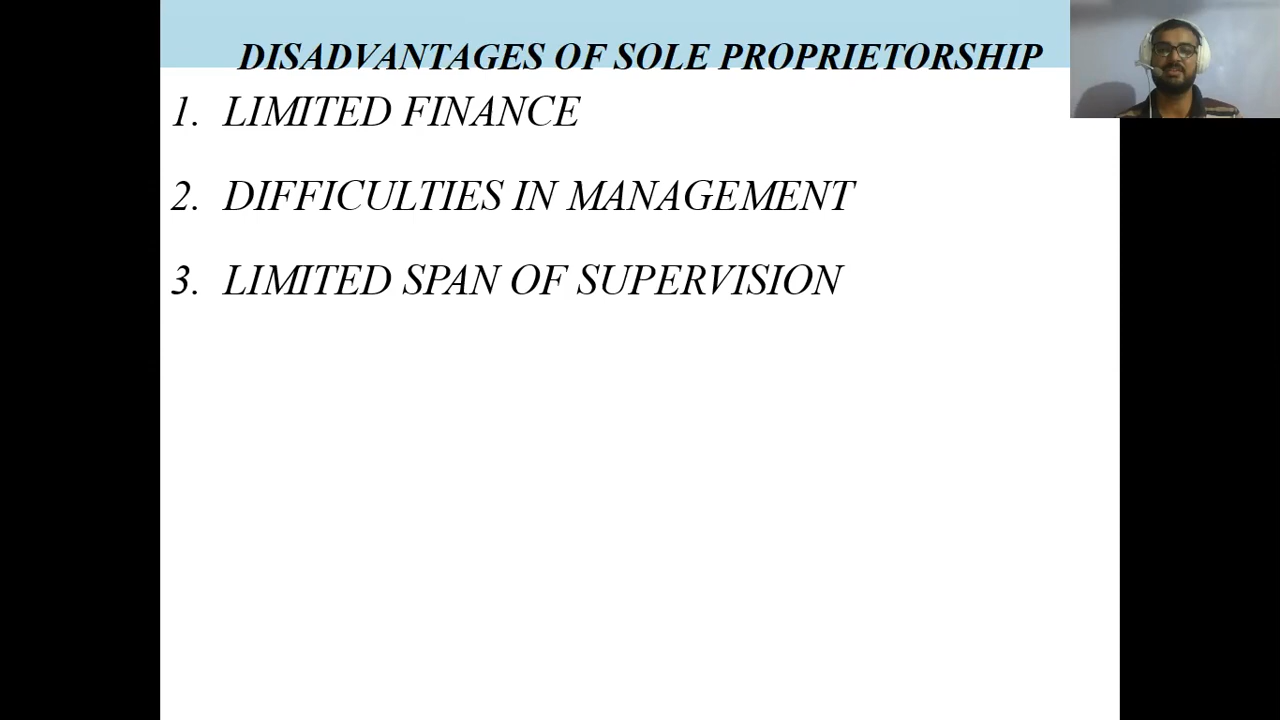 DISADVANTAGES OF SOLE PROPRIETORSHIP
1. LIMITED FINANCE
2. DIFFICULTIES IN MANAGEMENT
3. LIMITED SPAN OF SUPERVISION